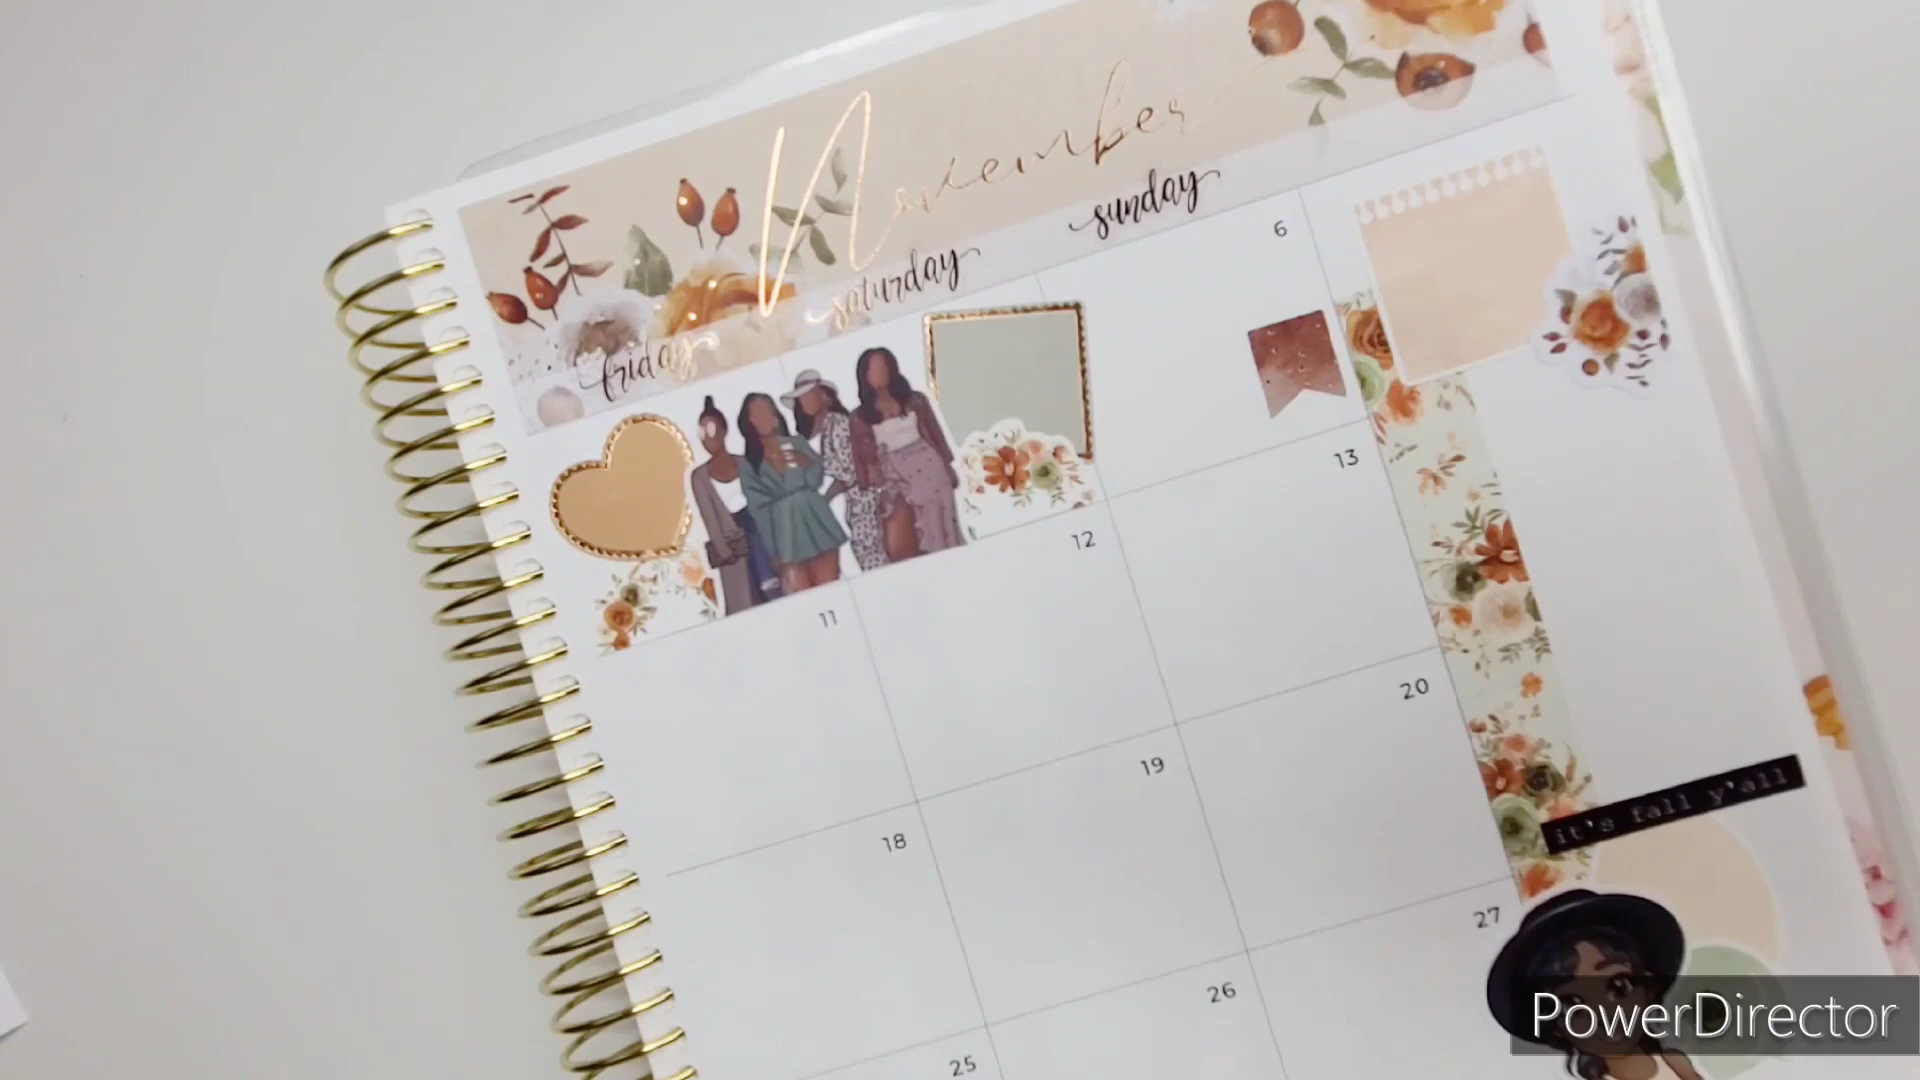 November
friday saturday sunday
6
11 12 13
18 19 20
25 26 27
it's fall y'all
PowerDirector